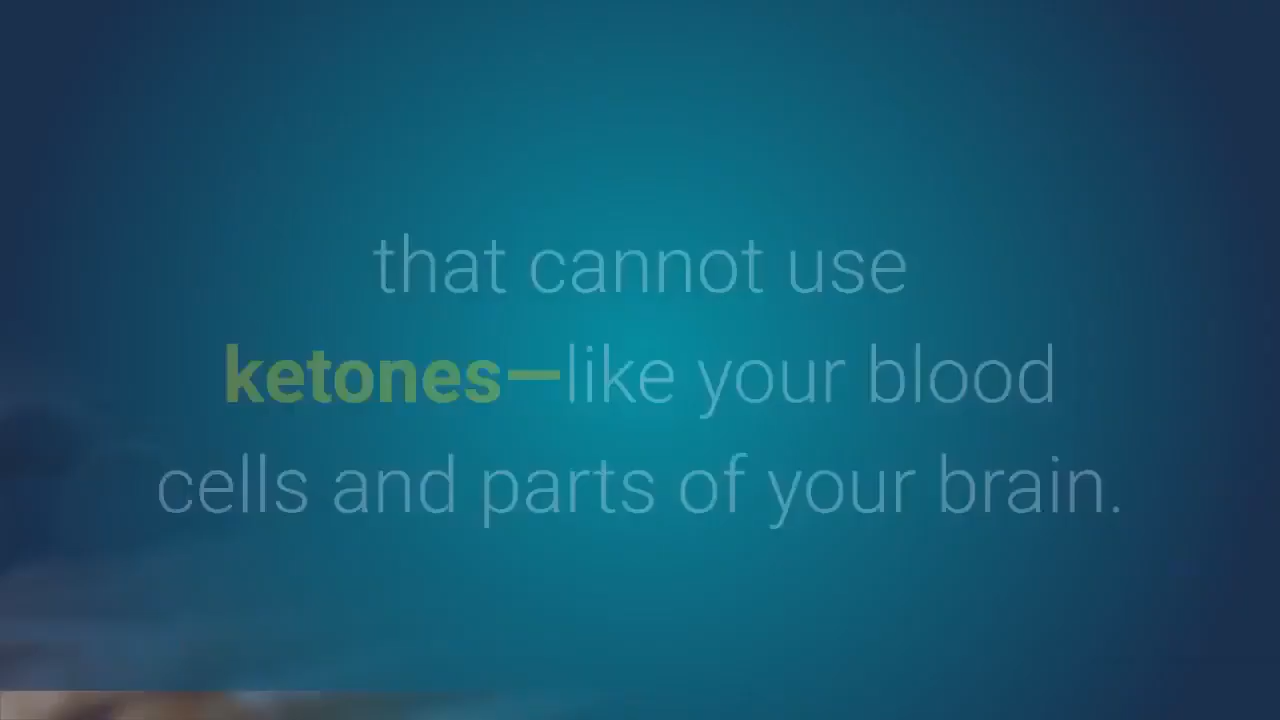 that cannot use
ketones—like your blood
cells and parts of your brain.